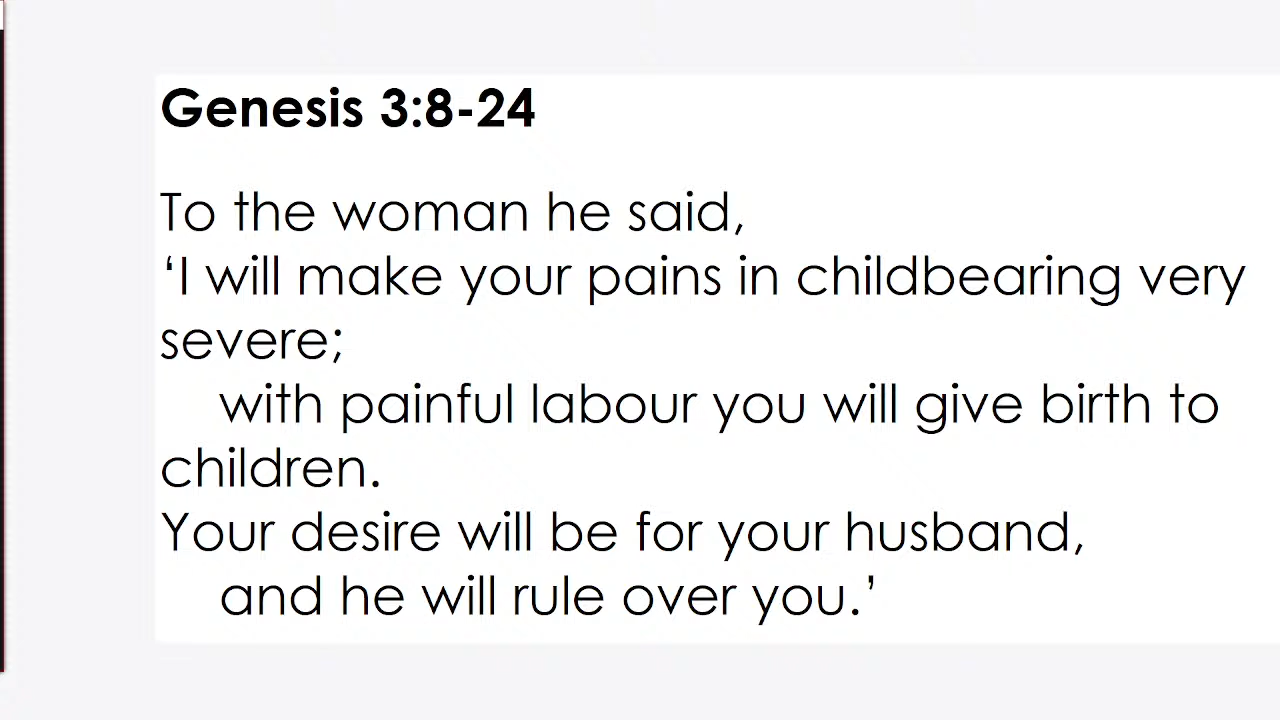 Genesis 3:8-24
To the woman he said,
‘I will make your pains in childbearing very
severe;
with painful labour you will give birth to
children.
Your desire will be for your husband,
and he will rule over you.’